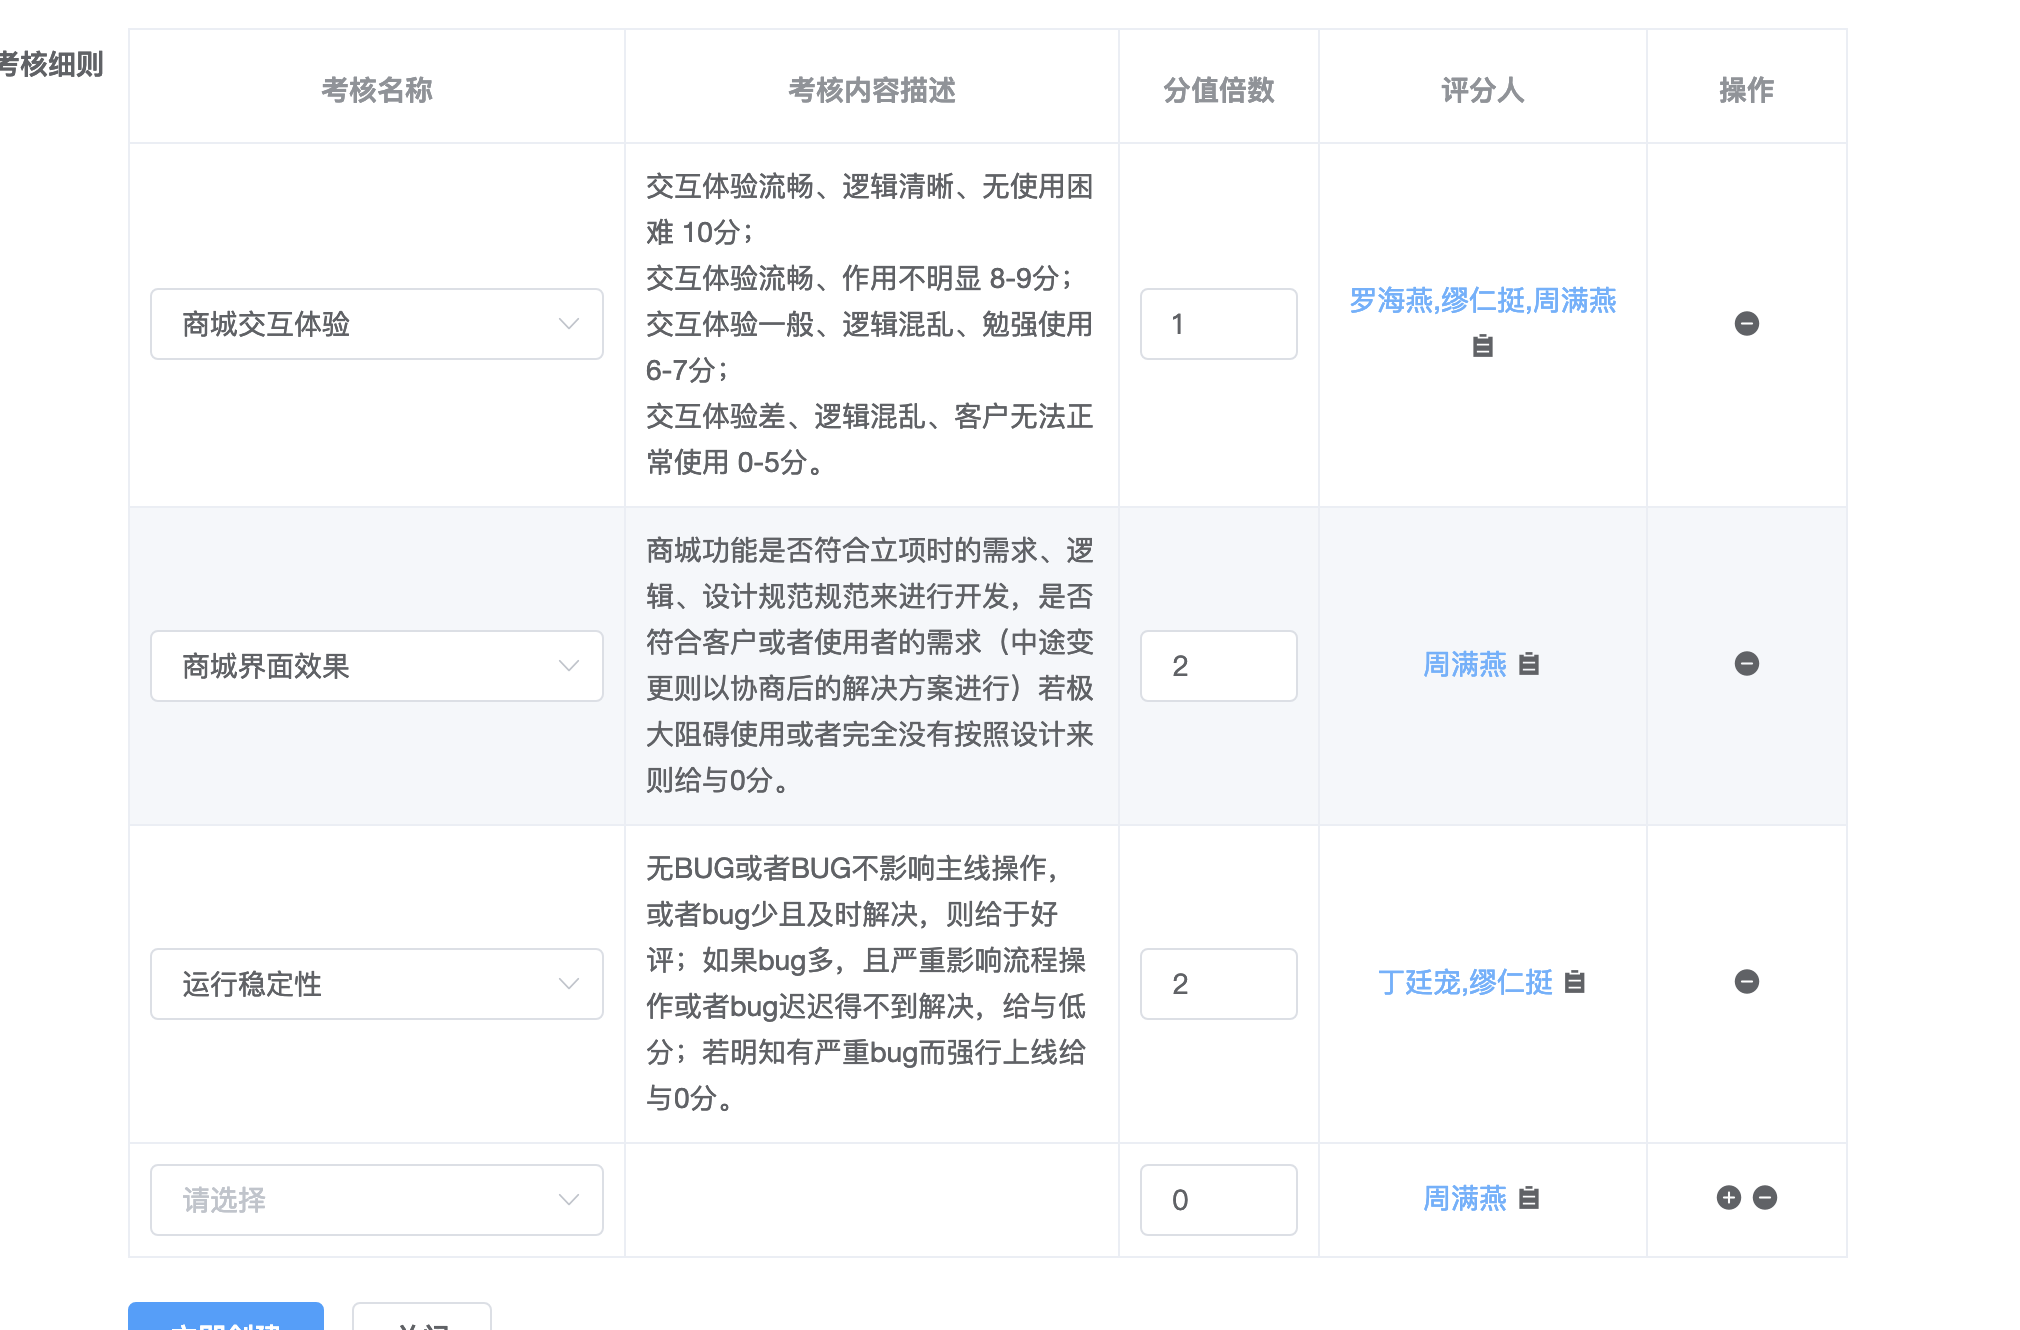 考核细则
考核名称
考核内容描述
分值倍数
评分人
操作
商城交互体验
交互体验流畅、逻辑清晰、无使用困
难 10分；
交互体验流畅、作用不明显 8-9分；
交互体验一般、逻辑混乱、勉强使用
6-7分；
交互体验差、逻辑混乱、客户无法正
常使用 0-5分。
1
罗海燕,缪仁挺,周满燕
商城界面效果
商城功能是否符合立项时的需求、逻
辑、设计规范规范来进行开发，是否
符合客户或者使用者的需求（中途变
更则以协商后的解决方案进行）若极
大阻碍使用或者完全没有按照设计来
则给与0分。
2
周满燕
运行稳定性
无BUG或者BUG不影响主线操作，
或者bug少且及时解决，则给于好
评；如果bug多，且严重影响流程操
作或者bug迟迟得不到解决，给与低
分；若明知有严重bug而强行上线给
与0分。
2
丁廷宠,缪仁挺
请选择
0
周满燕
立即创建
关闭